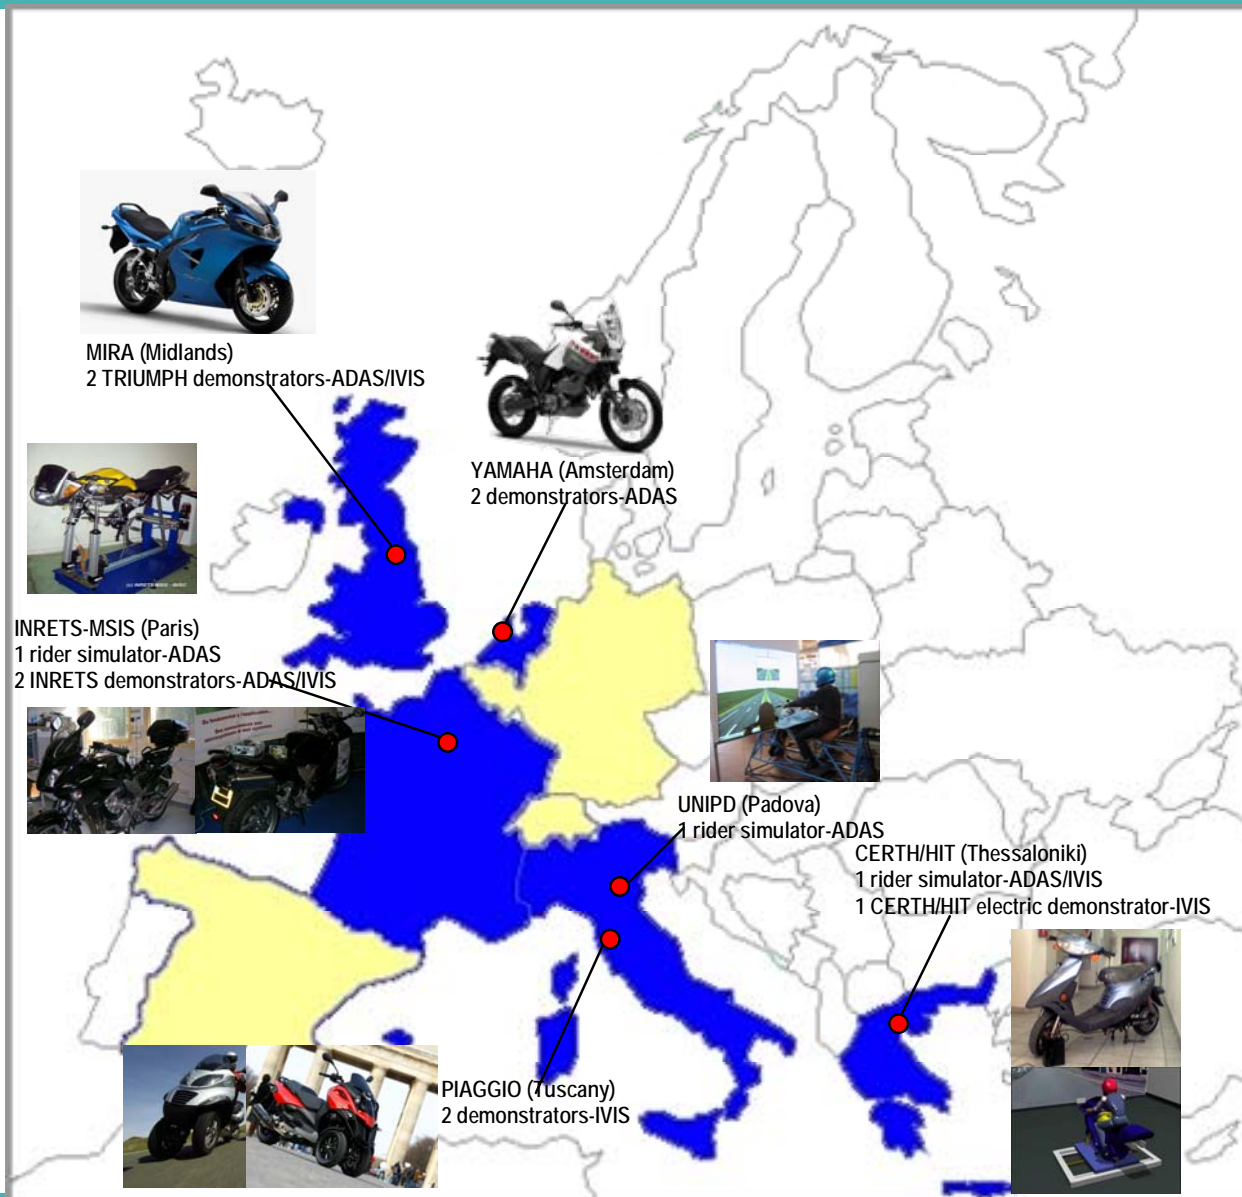 MIRA (Midlands)
2 TRIUMPH demonstrators-ADAS/IVIS
YAMAHA (Amsterdam)
2 demonstrators-ADAS
INRETS-MSIS (Paris)
1 rider simulator-ADAS
2 INRETS demonstrators-ADAS/IVIS
UNIPD (Padova)
1 rider simulator-ADAS
CERTH/HIT (Thessaloniki)
1 rider simulator-ADAS/IVIS
1 CERTH/HIT electric demonstrator-IVIS
PIAGGIO (Tuscany)
2 demonstrators-IVIS